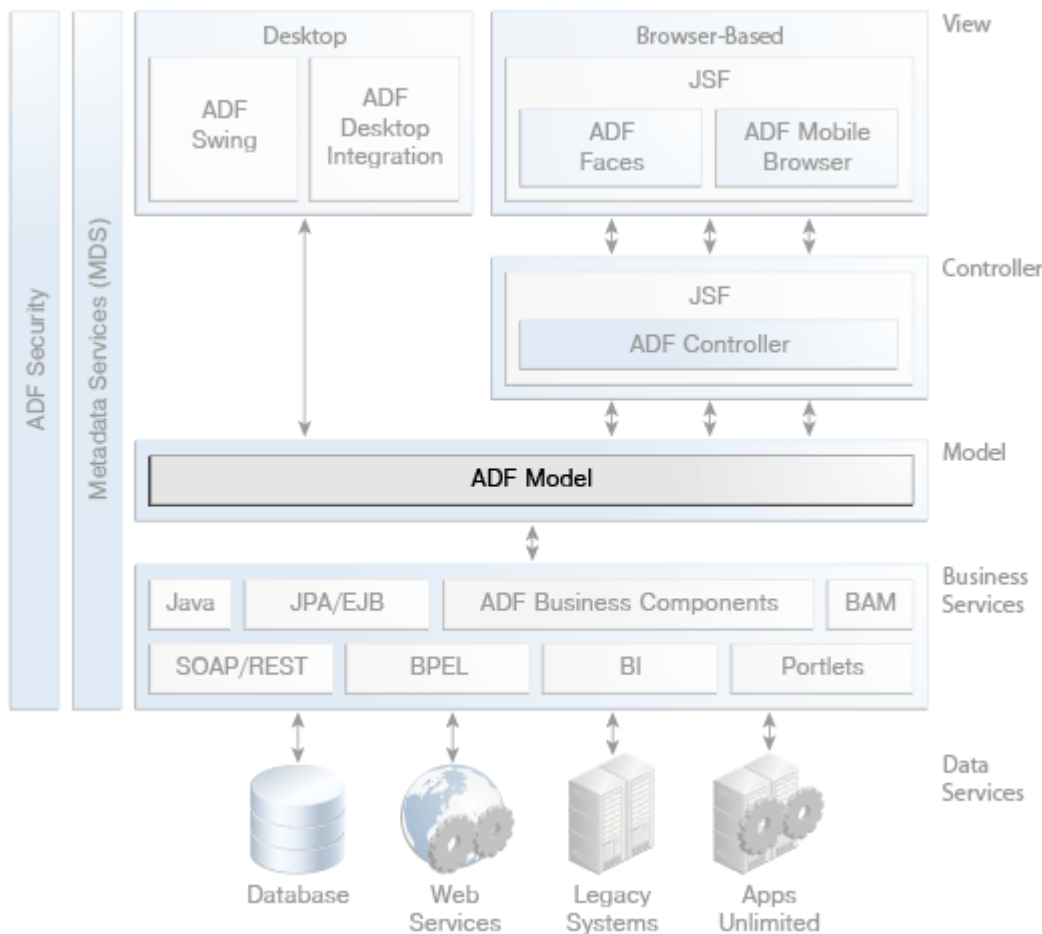 ADF Security
Metadata Services (MDS)
Desktop
ADF
Swing
ADF
Desktop
Integration
Browser-Based
JSF
ADF
Faces
ADF Mobile
Browser
View
JSF
ADF Controller
Controller
ADF Model
Model
Java
JPA/EJB
ADF Business Components
BAM
SOAP/REST
BPEL
BI
Portlets
Business
Services
Database
Web
Services
Legacy
Systems
Apps
Unlimited
Data
Services